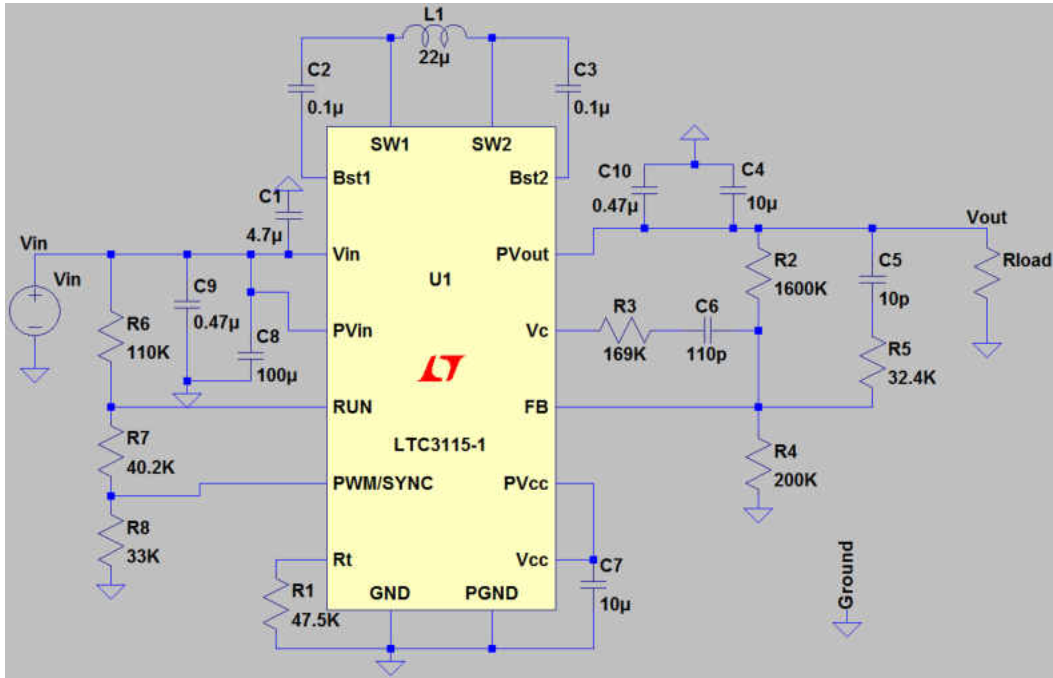 L1
22µ
C2
0.1µ
C3
0.1µ
SW1
SW2
Bst1
Bst2
C1
4.7µ
C10
0.47µ
C4
10µ
Vin
Vin
Vin
PVout
Vout
U1
R2
1600K
C5
10p
Rload
C9
0.47µ
R6
110K
C8
100µ
PVin
Vc
R3
169K
C6
110p
R5
32.4K
RUN
FB
LTC3115-1
R7
40.2K
R4
200K
PWM/SYNC
PVcc
R8
33K
Rt
Vcc
C7
10µ
R1
47.5K
GND
PGND
Ground